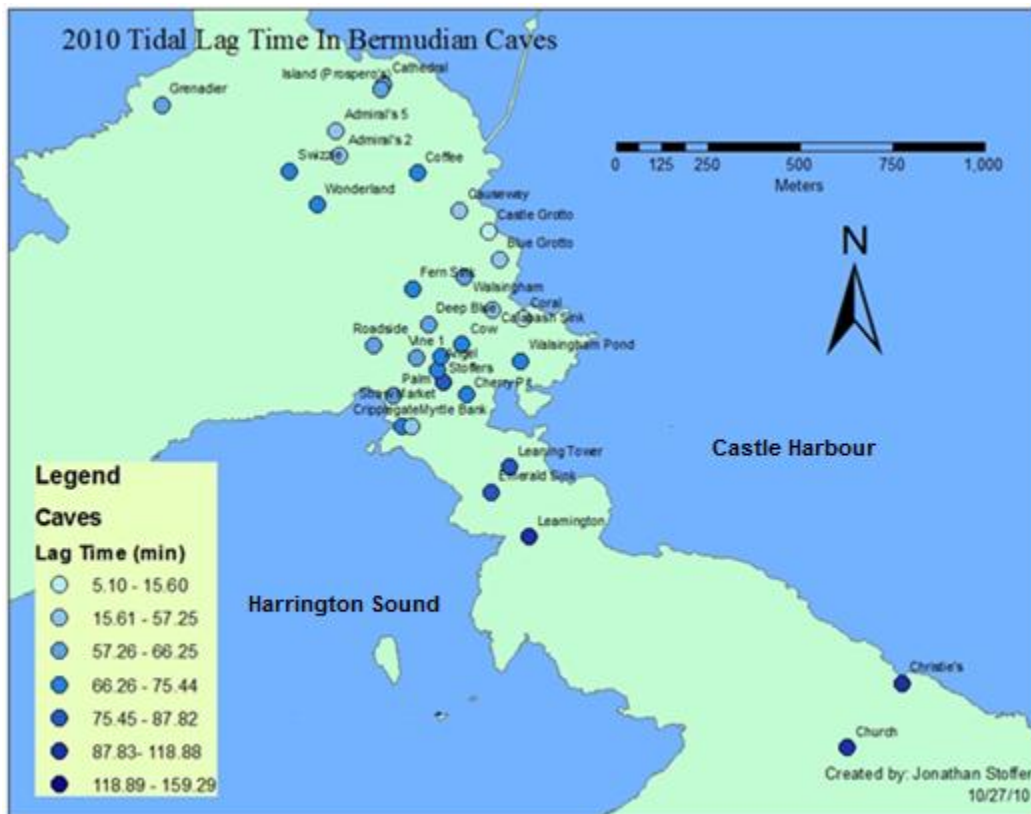 2010 Tidal Lag Time In Bermudian Caves
Cathedral
Island (Prospero's)
Grenadier
Admiral's 5
Admiral's 2
Swizzle
Coffee
Wonderland
Causeway
Castle Grotto
Blue Grotto
Fern Sink
Walsingham
Deep Blue
Coral
Calabash Sink
Roadside
Vine 1
Cow
Angel
Walsingham Pond
Stoffers
Palm
Cherry Pit
Straw Market
Cripplegate
Myrtle Bank
Leaning Tower
Emerald Sink
Leamington
Christie's
Church
0 125 250 500 750 1,000
Meters
N
Castle Harbour
Harrington Sound
Legend
Caves
Lag Time (min)
5.10 - 15.60
15.61 - 57.25
57.26 - 66.25
66.26 - 75.44
75.45 - 87.82
87.83- 118.88
118.89 - 159.29
Created by: Jonathan Stoffer
10/27/10